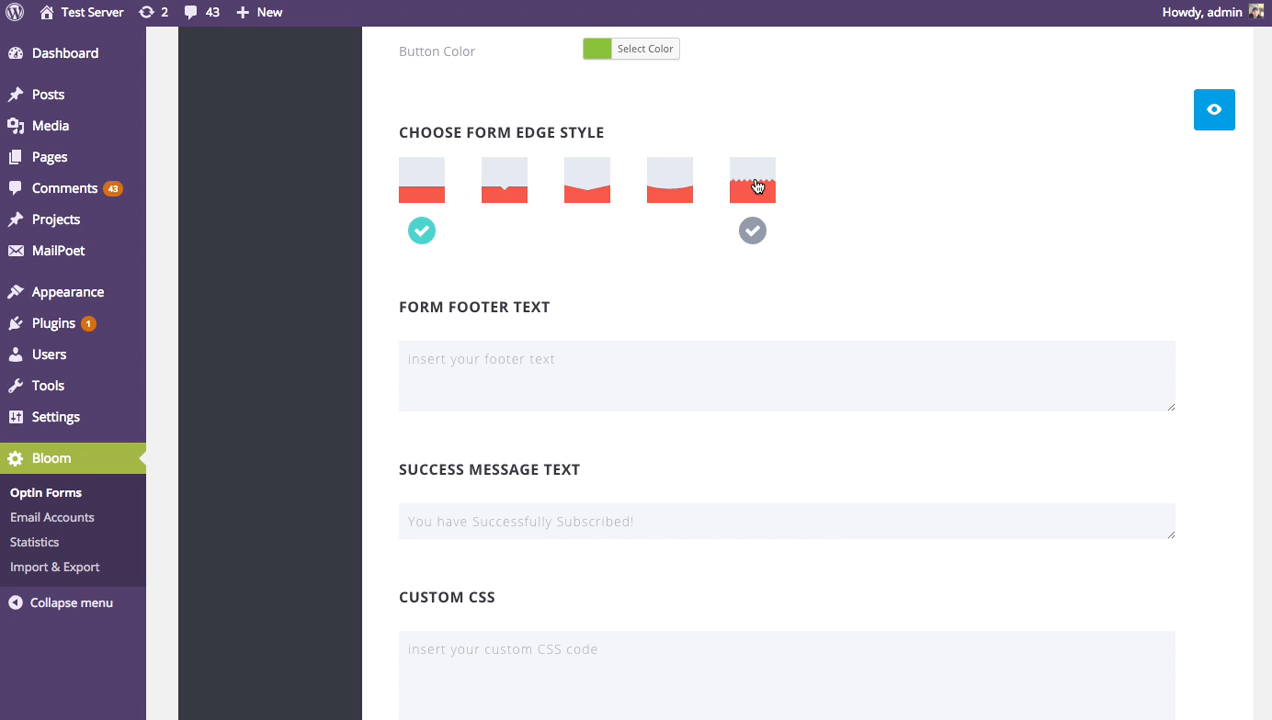 Test Server
2
43
New
Howdy, admin
Dashboard
Posts
Media
Pages
Comments 43
Projects
MailPoet
Appearance
Plugins 1
Users
Tools
Settings
Bloom
OptIn Forms
Email Accounts
Statistics
Import & Export
Collapse menu
Button Color
Select Color
CHOOSE FORM EDGE STYLE
FORM FOOTER TEXT
insert your footer text
SUCCESS MESSAGE TEXT
You have Successfully Subscribed!
CUSTOM CSS
insert your custom CSS code